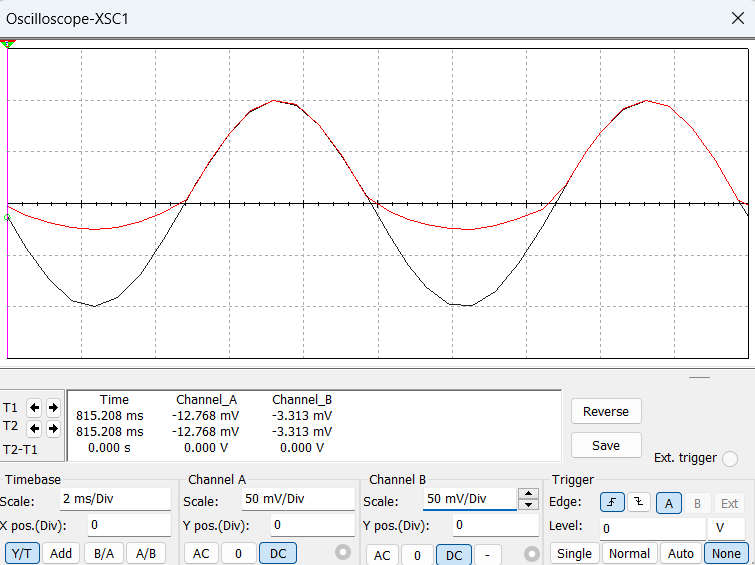 Oscilloscope-XSC1
Time Channel_A Channel_B
T1 815.208 ms -12.768 mV -3.313 mV
T2 815.208 ms -12.768 mV -3.313 mV
T2-T1 0.000 s 0.000 V 0.000 V
Reverse
Save
Ext. trigger
Timebase Channel A Channel B Trigger
Scale: 2 ms/Div Scale: 50 mV/Div Scale: 50 mV/Div Edge: A B Ext
X pos.(Div): 0 Y pos.(Div): 0 Y pos.(Div): 0 Level: 0 V
Y/T Add B/A A/B AC 0 DC AC 0 DC - Single Normal Auto None